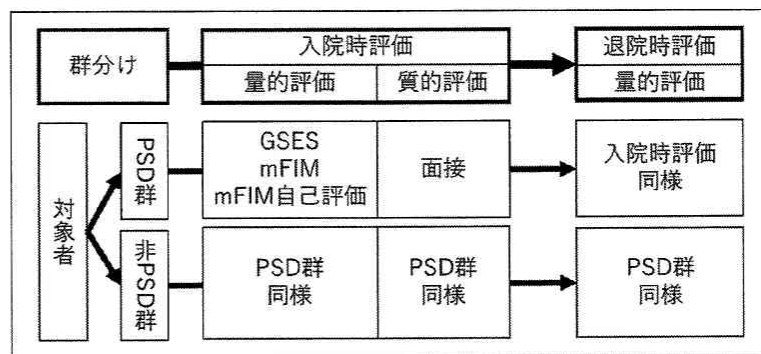 群分け
入院時評価
量的評価
質的評価
退院時評価
量的評価
対象者
PSD群
GSES
mFIM
mFIM自己評価
面接
入院時評価
同様
非PSD群
PSD群
同様
PSD群
同様
PSD群
同様